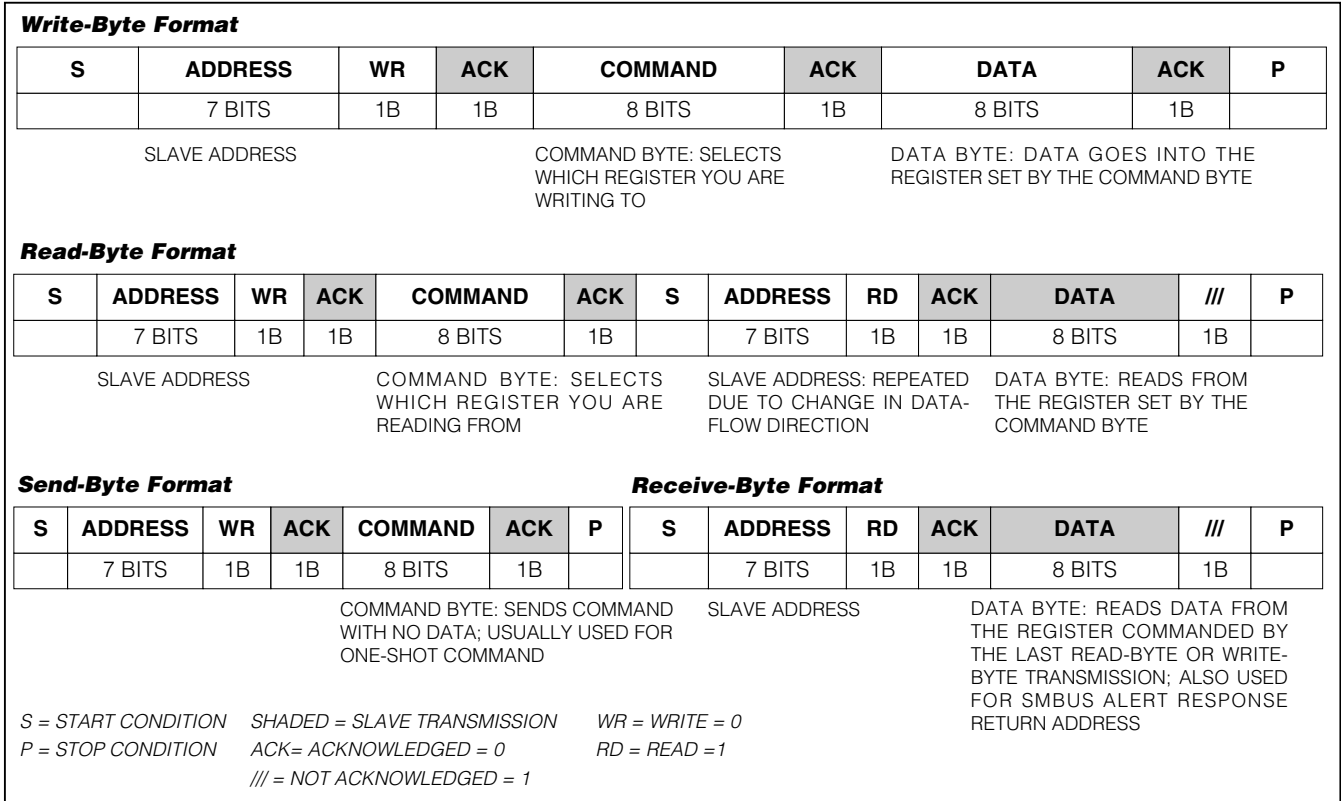 Write-Byte Format
S ADDRESS WR ACK COMMAND ACK DATA ACK P
7 BITS 1B 1B 8 BITS 1B 8 BITS 1B
SLAVE ADDRESS
COMMAND BYTE: SELECTS
WHICH REGISTER YOU ARE
WRITING TO
DATA BYTE: DATA GOES INTO THE
REGISTER SET BY THE COMMAND BYTE
Read-Byte Format
S ADDRESS WR ACK COMMAND ACK S ADDRESS RD ACK DATA /// P
7 BITS 1B 1B 8 BITS 1B 7 BITS 1B 1B 8 BITS 1B
SLAVE ADDRESS
COMMAND BYTE: SELECTS
WHICH REGISTER YOU ARE
READING FROM
SLAVE ADDRESS: REPEATED
DUE TO CHANGE IN DATA-
FLOW DIRECTION
DATA BYTE: READS FROM
THE REGISTER SET BY THE
COMMAND BYTE
Send-Byte Format
S ADDRESS WR ACK COMMAND ACK P
7 BITS 1B 1B 8 BITS 1B
COMMAND BYTE: SENDS COMMAND
WITH NO DATA; USUALLY USED FOR
ONE-SHOT COMMAND
Receive-Byte Format
S ADDRESS RD ACK DATA /// P
7 BITS 1B 1B 8 BITS 1B
SLAVE ADDRESS
DATA BYTE: READS DATA FROM
THE REGISTER COMMANDED BY
THE LAST READ-BYTE OR WRITE-
BYTE TRANSMISSION; ALSO USED
FOR SMBUS ALERT RESPONSE
RETURN ADDRESS
S = START CONDITION SHADED = SLAVE TRANSMISSION WR = WRITE = 0
P = STOP CONDITION ACK= ACKNOWLEDGED = 0 RD = READ =1
/// = NOT ACKNOWLEDGED = 1